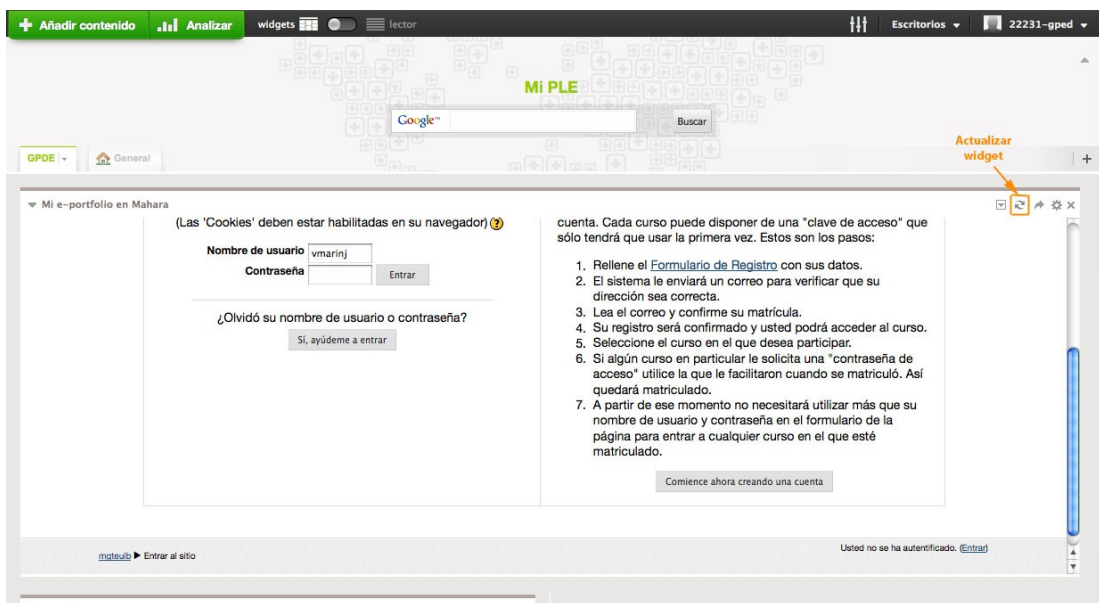 Añadir contenido Analizar widgets lector Escritorios 22231-gped
Mi PLE
Google™ Buscar
Actualizar
widget
GPDE General
Mi e-portfolio en Mahara
(Las 'Cookies' deben estar habilitadas en su navegador)
Nombre de usuario vmarinj
Contraseña Entrar
¿Olvidó su nombre de usuario o contraseña?
Sí, ayúdeme a entrar
cuenta. Cada curso puede disponer de una "clave de acceso" que
sólo tendrá que usar la primera vez. Estos son los pasos:
1. Rellene el Formulario de Registro con sus datos.
2. El sistema le enviará un correo para verificar que su
dirección sea correcta.
3. Lea el correo y confirme su matrícula.
4. Su registro será confirmado y usted podrá acceder al curso.
5. Seleccione el curso en el que desea participar.
6. Si algún curso en particular le solicita una "contraseña de
acceso" utilice la que le facilitaron cuando se matriculó. Así
quedará matriculado.
7. A partir de ese momento no necesitará utilizar más que su
nombre de usuario y contraseña en el formulario de la
página para entrar a cualquier curso en el que esté
matriculado.
Comience ahora creando una cuenta
mgteuib ► Entrar al sitio
Usted no se ha autentificado. (Entrar)